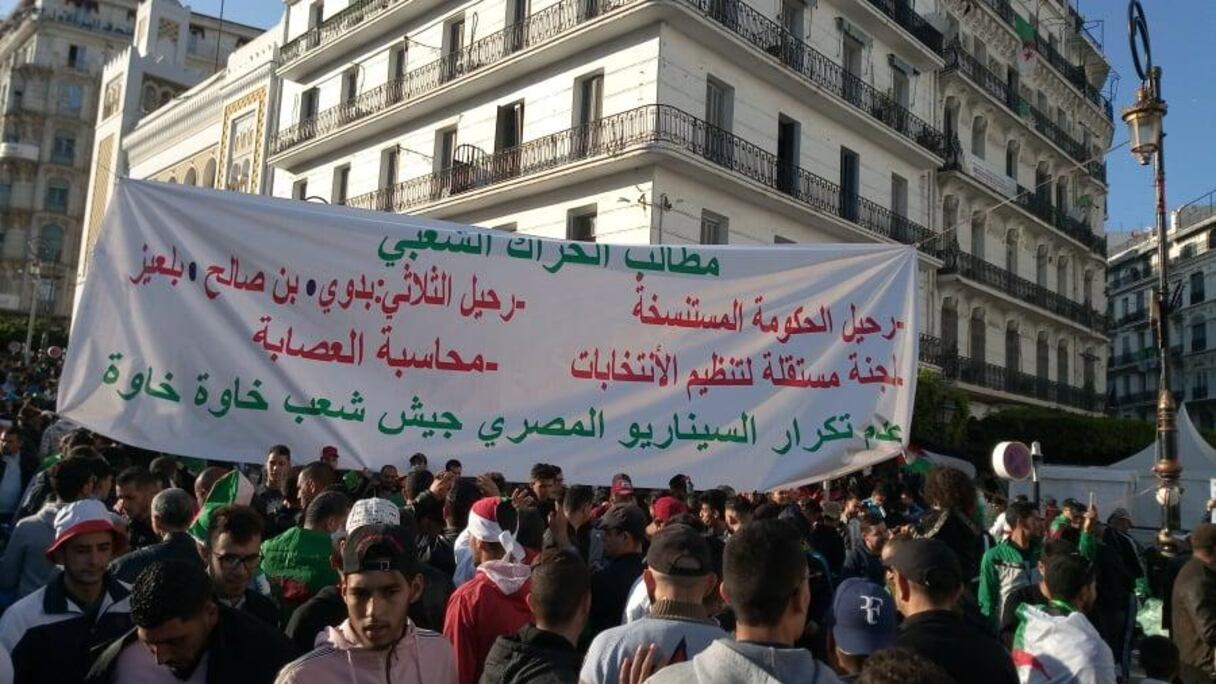 مطالب الحراك الشعبي
-رحيل الحكومة المستنسخة
-رحيل الثلاثي:بدوي•بن صالح•بلعيز
-لجنة مستقلة لتنظيم الأنتخابات
-محاسبة العصابة
عدم تكرار السيناريو المصري جيش شعب خاوة خاوة